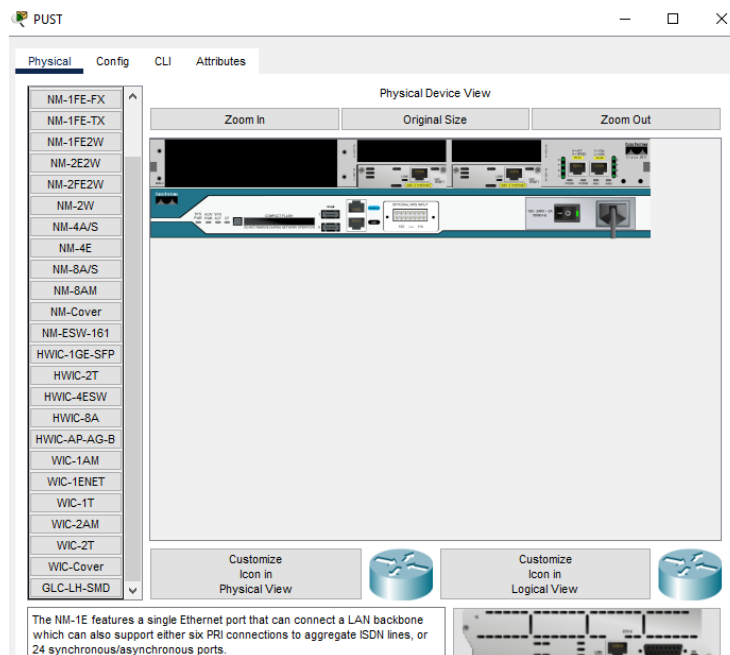 PUST
Physical Config CLI Attributes
NM-1FE-FX
NM-1FE-TX
NM-1FE2W
NM-2E2W
NM-2FE2W
NM-2W
NM-4A/S
NM-4E
NM-8A/S
NM-8AM
NM-Cover
NM-ESW-161
HWIC-1GE-SFP
HWIC-2T
HWIC-4ESW
HWIC-8A
HWIC-AP-AG-B
WIC-1AM
WIC-1ENET
WIC-1T
WIC-2AM
WIC-2T
WIC-Cover
GLC-LH-SMD
Physical Device View
Zoom In Original Size Zoom Out
COMPACT FLASH
OPTIONAL RPS INPUT
Customize
Icon in
Physical View
Customize
Icon in
Logical View
The NM-1E features a single Ethernet port that can connect a LAN backbone
which can also support either six PRI connections to aggregate ISDN lines, or
24 synchronous/asynchronous ports.